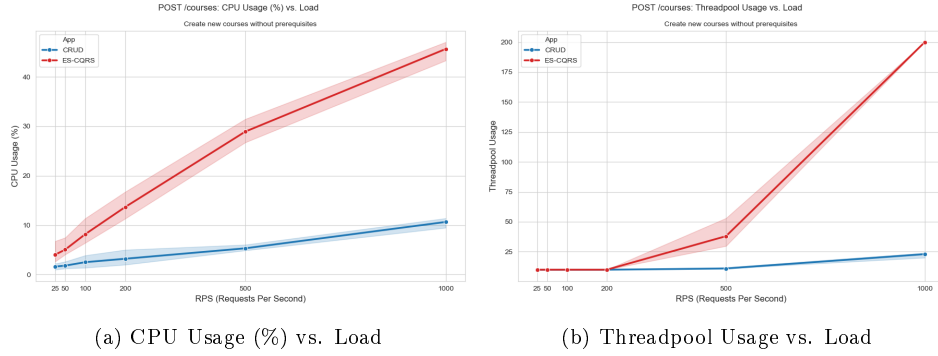 POST /courses: CPU Usage (%) vs. Load
Create new courses without prerequisites
App
CRUD
ES-CQRS
CPU Usage (%)
40
30
20
10
0
25 50 100 200 500 1000
RPS (Requests Per Second)
(a) CPU Usage (%) vs. Load
POST /courses: Threadpool Usage vs. Load
Create new courses without prerequisites
App
CRUD
ES-CQRS
Threadpool Usage
200
175
150
125
100
75
50
25
25 50 100 200 500 1000
RPS (Requests Per Second)
(b) Threadpool Usage vs. Load